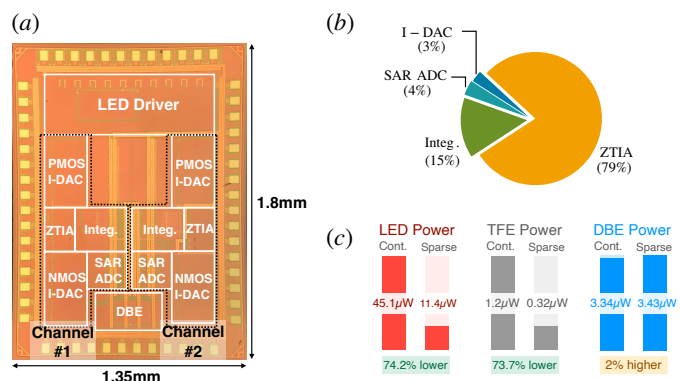 (a)
LED Driver
PMOS
I-DAC
PMOS
I-DAC
ZTIA
Integ.
Integ.
ZTIA
NMOS
I-DAC
SAR
ADC
SAR
ADC
NMOS
I-DAC
DBE
Channel
#1
Channel
#2
1.8mm
1.35mm
(b)
I − DAC
(3%)
SAR ADC
(4%)
Integ.
(15%)
ZTIA
(79%)
(c)
LED Power
Cont. Sparse
45.1μW 11.4μW
74.2% lower
TFE Power
Cont. Sparse
1.2μW 0.32μW
73.7% lower
DBE Power
Cont. Sparse
3.34μW 3.43μW
2% higher